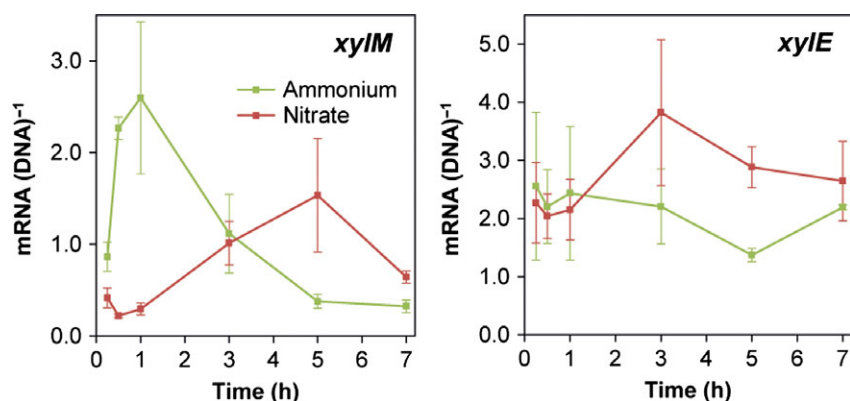 xylM
mRNA (DNA)⁻¹
3.0
2.0
1.0
0.0
Ammonium
Nitrate
0 1 2 3 4 5 6 7
Time (h)
xylE
mRNA (DNA)⁻¹
5.0
4.0
3.0
2.0
1.0
0.0
0 1 2 3 4 5 6 7
Time (h)